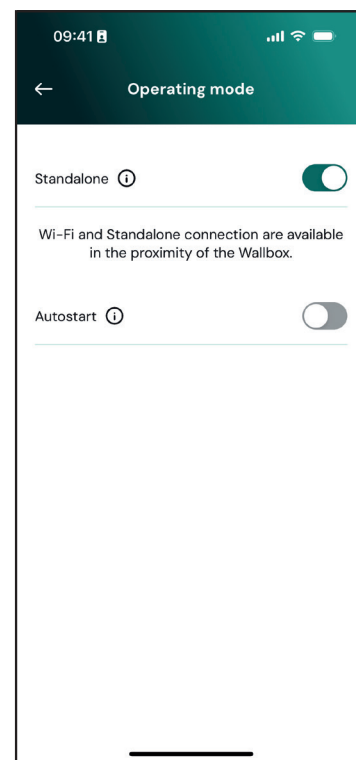 09:41
Operating mode
Standalone
Wi-Fi and Standalone connection are available
in the proximity of the Wallbox.
Autostart